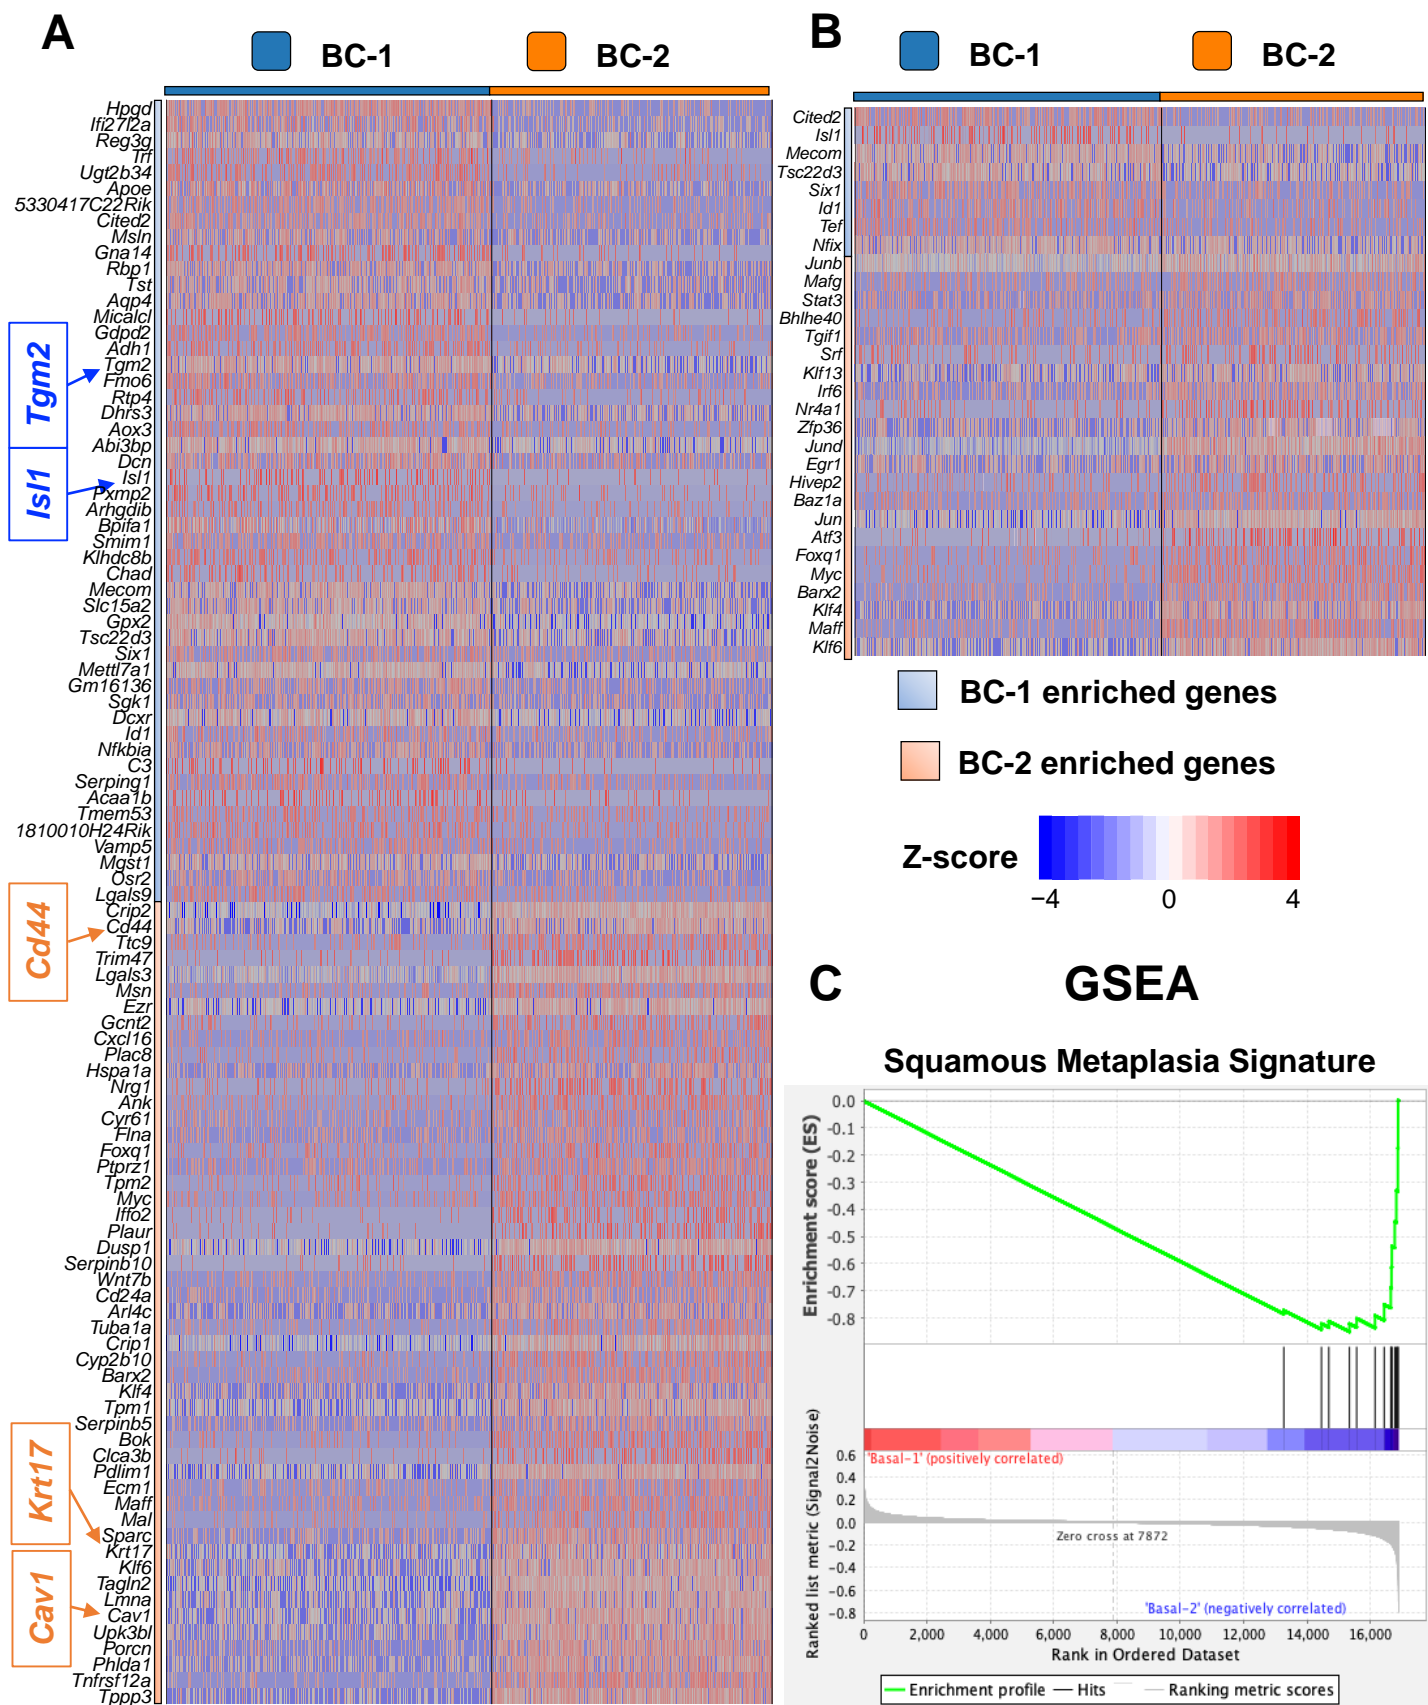 A
BC-1
BC-2
Hpgd
Ifi27l2a
Reg3g
Trf
Ugt2b34
Apoe
5330417C22Rik
Cited2
Msln
Gna14
Rbp1
Tst
Aqp4
Micalcl
Gdpd2
Adh1
Tgm2
Fmo6
Rtp4
Dhrs3
Aox3
Abi3bp
Dcn
Isl1
Pxmp2
Arhgdib
Bpifa1
Smim1
Klhdc8b
Chad
Mecom
Slc15a2
Gpx2
Tsc22d3
Six1
Mettl7a1
Gm16136
Sgk1
Dcxr
Id1
Nfkbia
C3
Serping1
Acaa1b
Tmem53
1810010H24Rik
Vamp5
Mgst1
Osr2
Lgals9
Crip2
Cd44
Ttc9
Trim47
Lgals3
Msn
Ezr
Gcnt2
Cxcl16
Plac8
Hspa1a
Nrg1
Ank
Cyr61
Flna
Foxq1
Ptprz1
Tpm2
Myc
Iffo2
Plaur
Dusp1
Serpinb10
Wnt7b
Cd24a
Arl4c
Tuba1a
Crip1
Cyp2b10
Barx2
Klf4
Tpm1
Serpinb5
Bok
Clca3b
Pdlim1
Ecm1
Maff
Mal
Sparc
Krt17
Klf6
Tagln2
Lmna
Cav1
Upk3bl
Porcn
Phlda1
Tnfrsf12a
Tppp3
Tgm2
Isl1
Cd44
Krt17
Cav1
B
BC-1
BC-2
Cited2
Isl1
Mecom
Tsc22d3
Six1
Id1
Tef
Nfix
Junb
Mafg
Stat3
Bhlhe40
Tgif1
Srf
Klf13
Irf6
Nr4a1
Zfp36
Jund
Egr1
Hivep2
Baz1a
Jun
Atf3
Foxq1
Myc
Barx2
Klf4
Maff
Klf6
BC-1 enriched genes
BC-2 enriched genes
Z-score
−4 0 4
C
GSEA
Squamous Metaplasia Signature
Enrichment score (ES)
0.0
-0.1
-0.2
-0.3
-0.4
-0.5
-0.6
-0.7
-0.8
Ranked list metric (Signal2Noise)
0.6
0.4
0.2
0.0
-0.2
-0.4
-0.6
-0.8
'Basal-1' (positively correlated)
Zero cross at 7872
'Basal-2' (negatively correlated)
0 2,000 4,000 6,000 8,000 10,000 12,000 14,000 16,000
Rank in Ordered Dataset
Enrichment profile Hits Ranking metric scores